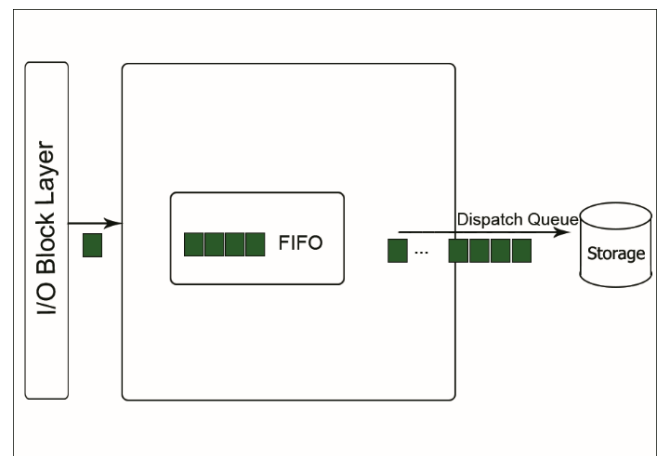 I/O Block Layer
FIFO
...
Dispatch Queue
Storage